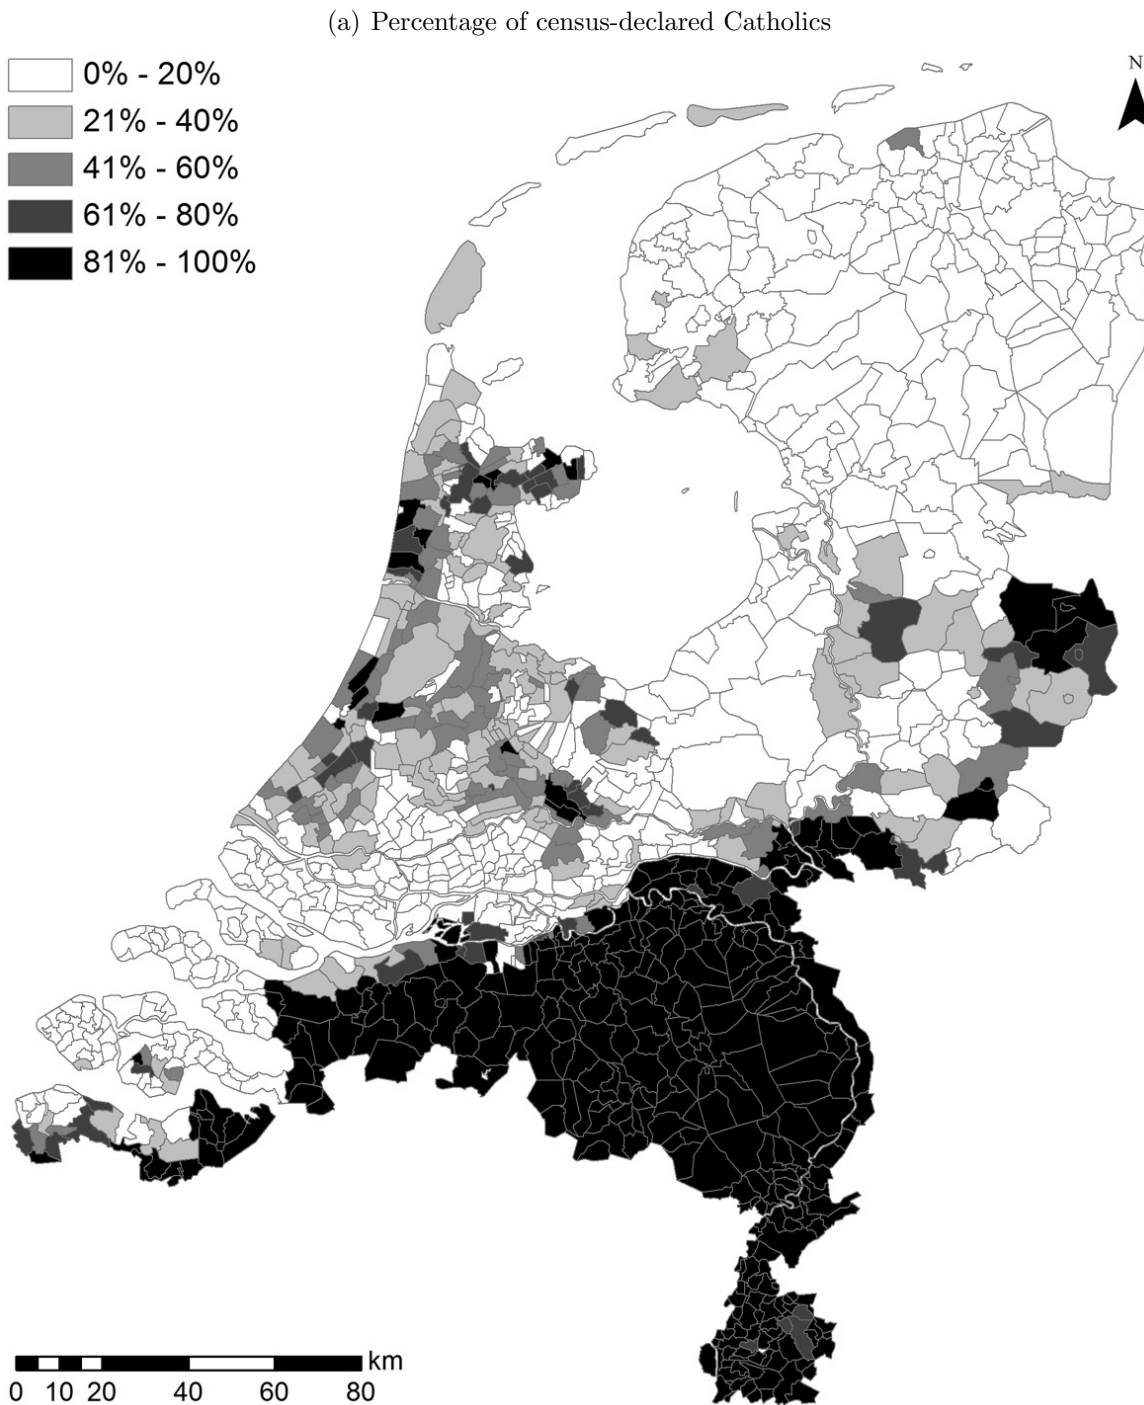 (a) Percentage of census-declared Catholics
0% - 20%
21% - 40%
41% - 60%
61% - 80%
81% - 100%
N
km
0 10 20 40 60 80